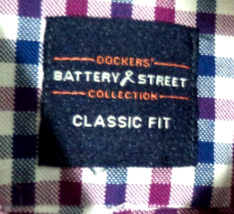 DOCKERS'
BATTERY & STREET
COLLECTION
CLASSIC FIT